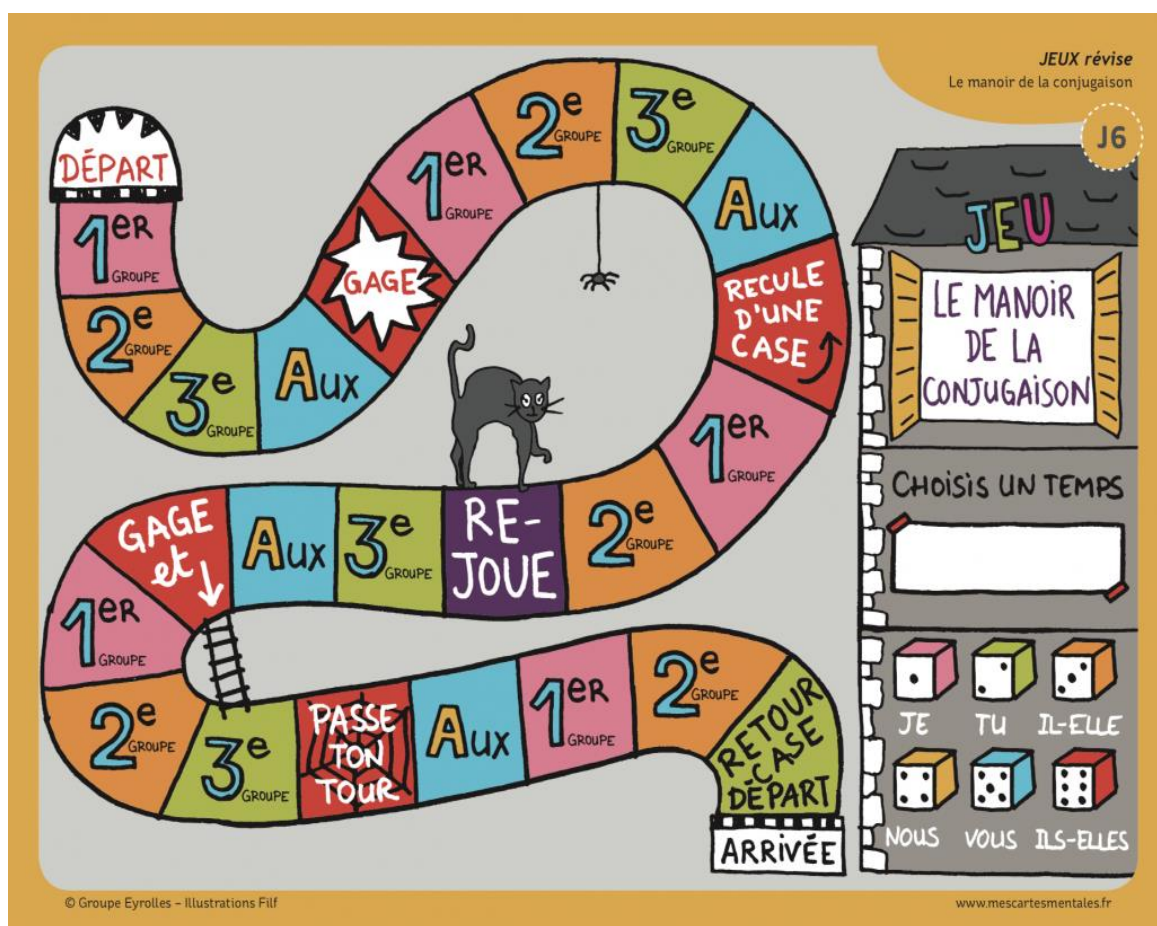 JEUX révise
Le manoir de la conjugaison
J6
DÉPART
1ER
GROUPE
2e
GROUPE
3e
GROUPE
AUX
GAGE
1ER
GROUPE
2e
GROUPE
3e
GROUPE
AUX
RECULE
D'UNE
CASE
1ER
GROUPE
2e
GROUPE
RE-
JOUE
3e
GROUPE
AUX
GAGE
et
1ER
GROUPE
2e
GROUPE
3e
GROUPE
PASSE
TON
TOUR
AUX
1ER
GROUPE
2e
GROUPE
RETOUR
CASE
DÉPART
ARRIVÉE
JEU
LE MANOIR
DE LA
CONJUGAISON
CHOISIS UN TEMPS
JE TU IL-ELLE
NOUS VOUS ILS-ELLES
© Groupe Eyrolles – Illustrations Filf
www.mescartesmentales.fr